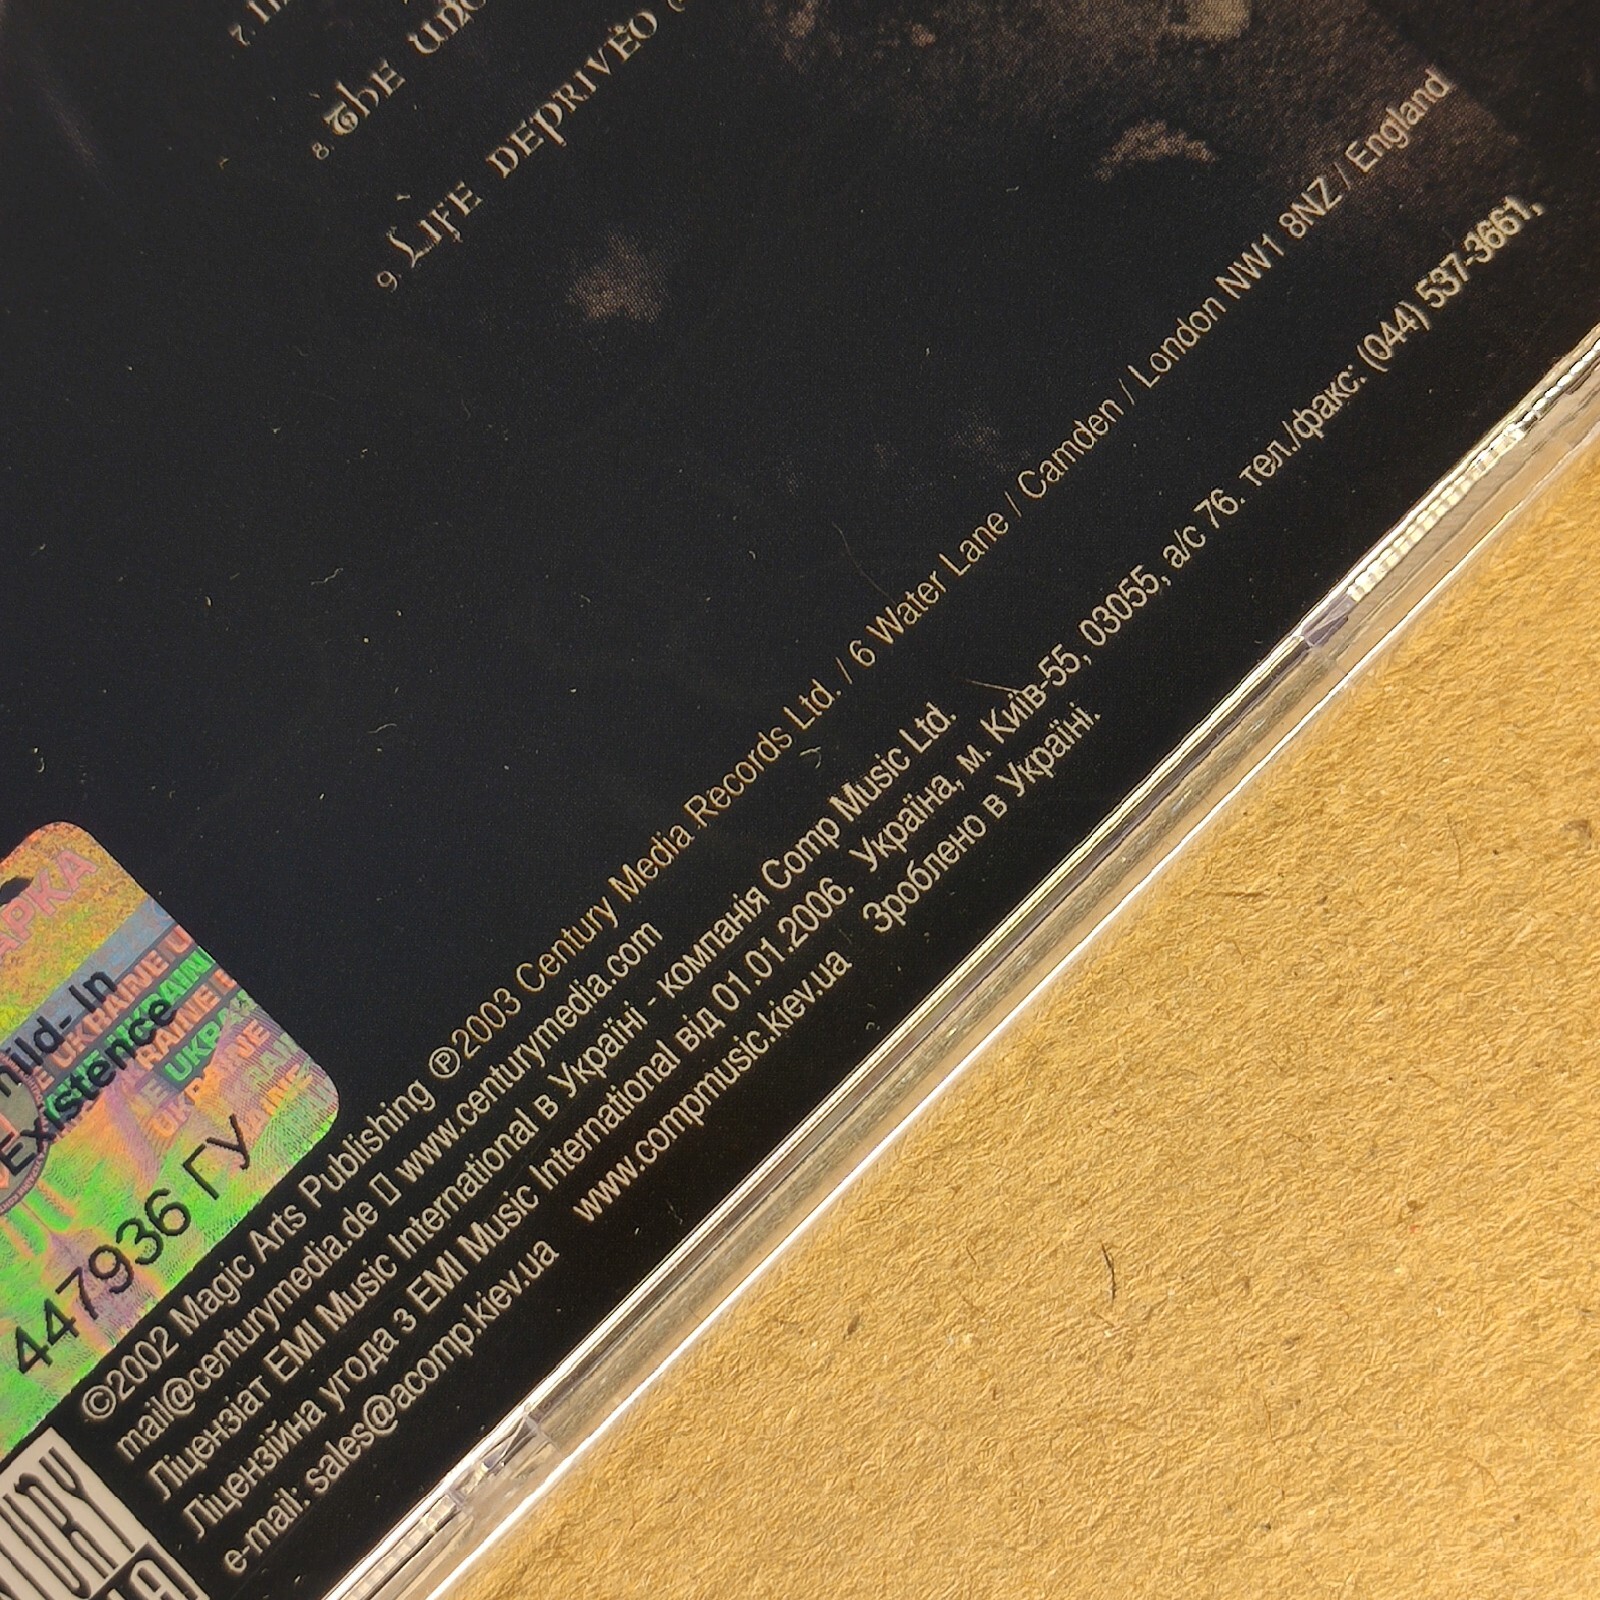 7.
8. The
9. Life deprived
©2002 Magic Arts Publishing ℗2003 Century Media Records Ltd. / 6 Water Lane / Camden / London NW1 8NZ / England
mail@centurymedia.de ▯ www.centurymedia.com
Ліцензіат EMI Music International в Україні - компанія Comp Music Ltd.
Ліцензійна угода з EMI Music International від 01.01.2006. Україна, м. Київ-55, 03055, а/с 76. тел./факс: (044) 537-3661,
e-mail: sales@acomp.kiev.ua www.compmusic.kiev.ua Зроблено в Україні.
Existence
447936 ГУ